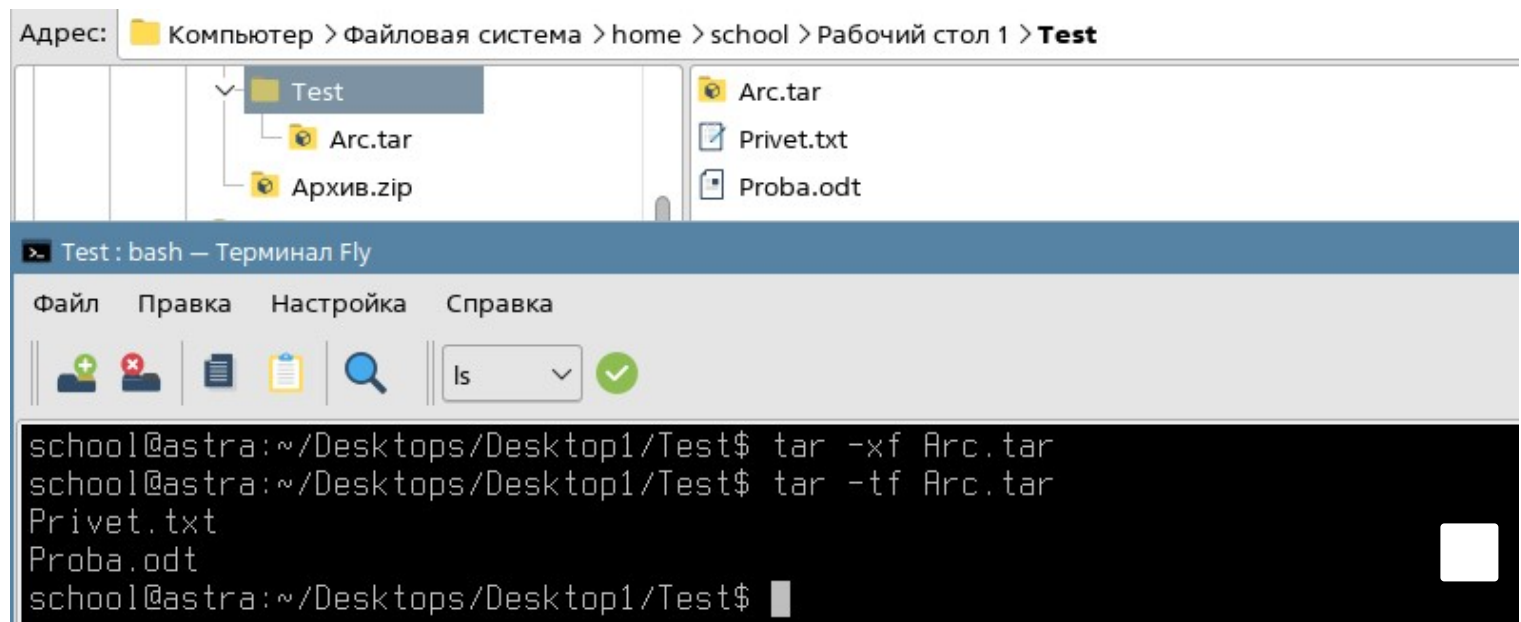 Адрес: Компьютер > Файловая система > home > school > Рабочий стол 1 > Test
Test
Arc.tar
Архив.zip
Arc.tar
Privet.txt
Proba.odt
Test : bash — Терминал Fly
Файл Правка Настройка Справка
ls
school@astra:~/Desktops/Desktop1/Test$ tar -xf Arc.tar
school@astra:~/Desktops/Desktop1/Test$ tar -tf Arc.tar
Privet.txt
Proba.odt
school@astra:~/Desktops/Desktop1/Test$